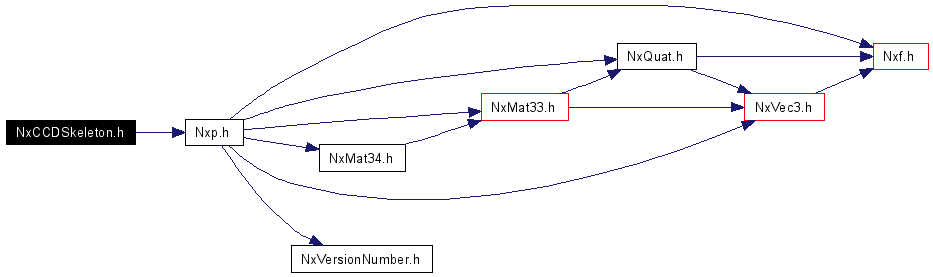 NxCCDSkeleton.h
Nxp.h
NxMat34.h
NxVersionNumber.h
NxMat33.h
NxQuat.h
NxVec3.h
Nxf.h